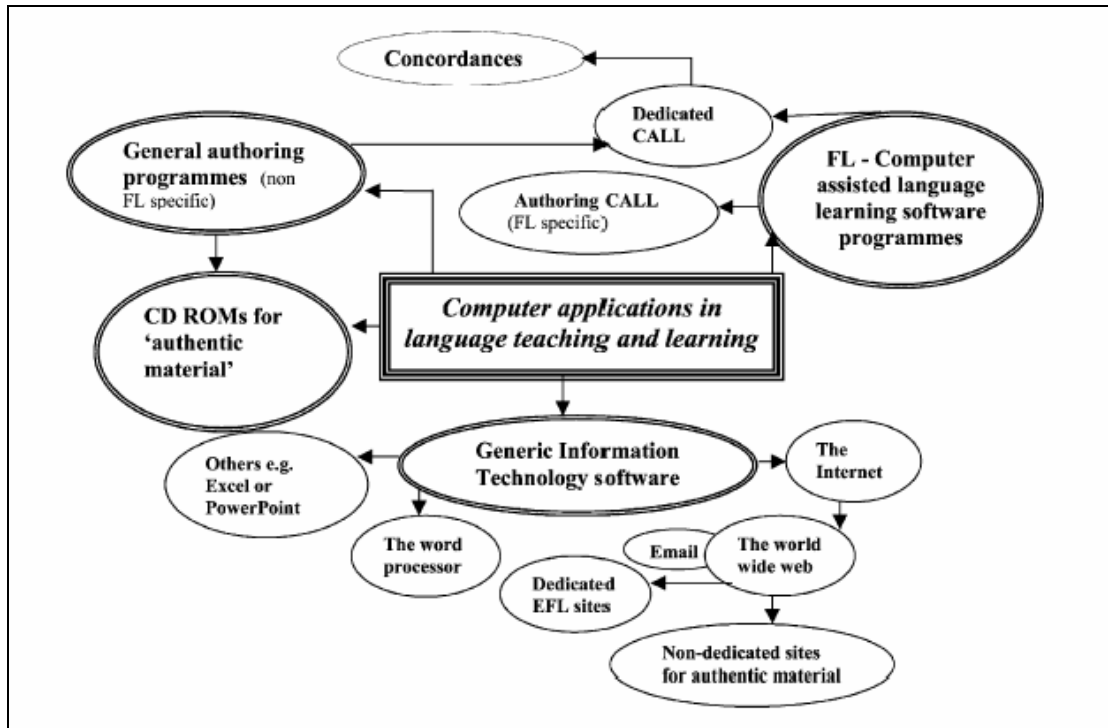 Concordances
Dedicated
CALL
General authoring
programmes (non
FL specific)
FL - Computer
assisted language
learning software
programmes
Authoring CALL
(FL specific)
Computer applications in
language teaching and learning
CD ROMs for
‘authentic
material’
Generic Information
Technology software
The
Internet
Others e.g.
Excel or
PowerPoint
The word
processor
Email
The world
wide web
Dedicated
EFL sites
Non-dedicated sites
for authentic material